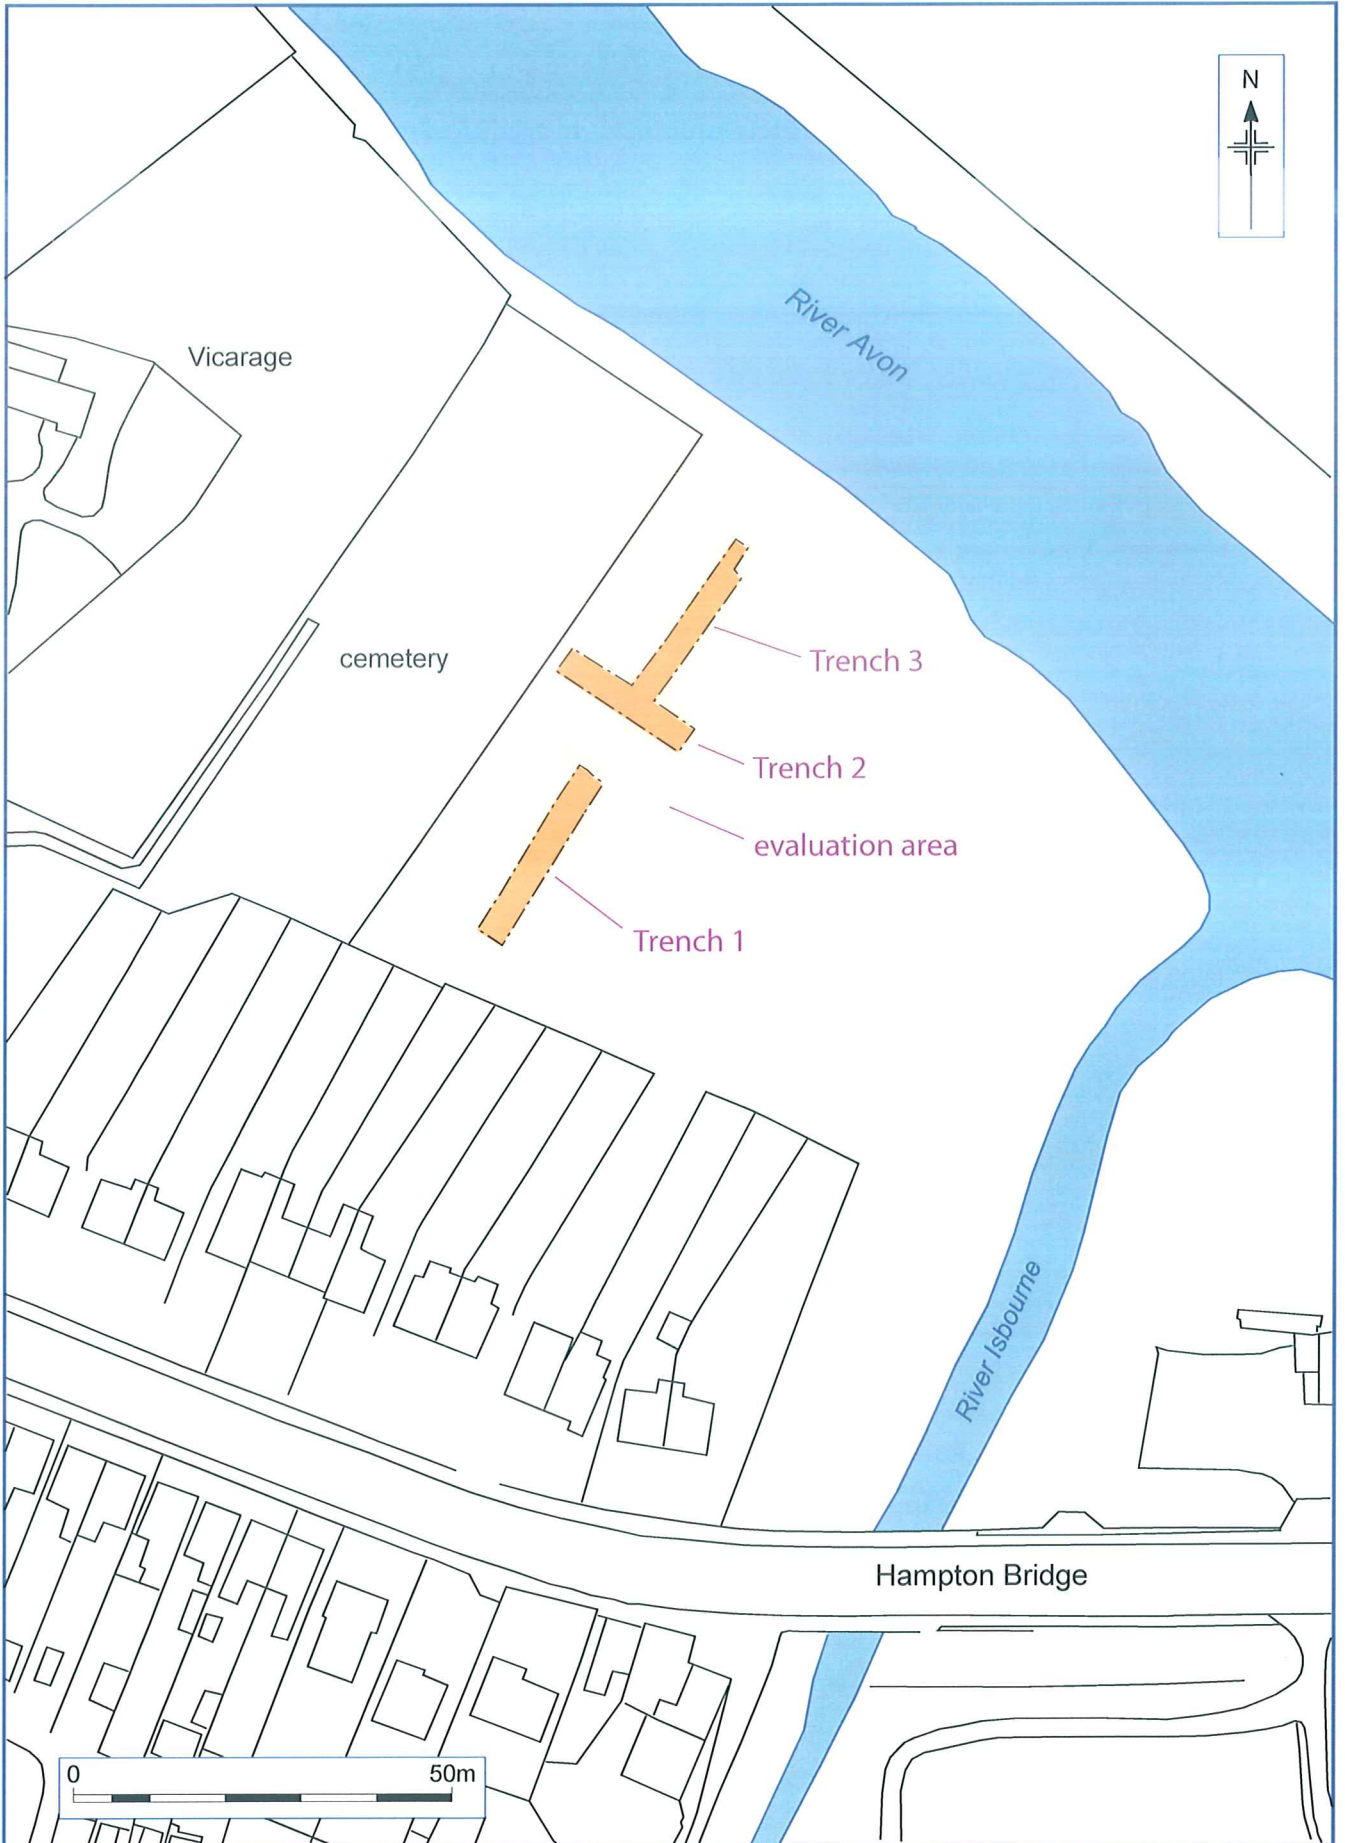 N
River Avon
Vicarage
cemetery
Trench 3
Trench 2
evaluation area
Trench 1
River Isbourne
Hampton Bridge
0 50m